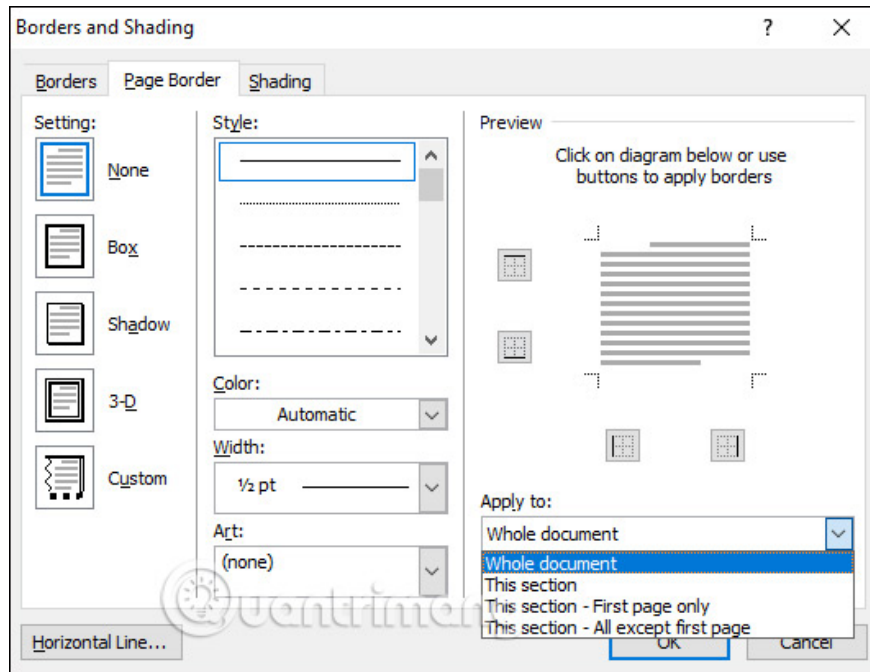 Borders and Shading
?
Borders
Page Border
Shading
Setting:
None
Box
Shadow
3-D
Custom
Style:
Color:
Automatic
Width:
½ pt
Art:
(none)
Preview
Click on diagram below or use
buttons to apply borders
Apply to:
Whole document
Whole document
This section
This section - First page only
This section - All except first page
Quantriman
Horizontal Line...
OK
Cancel